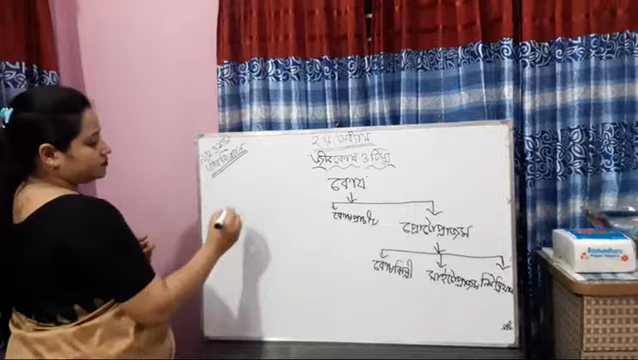 ২য় অধ্যায়
জীবকোষ ও টিস্যু
কোষ
কোষপ্রাচীর
প্রোটোপ্লাজম
কোষঝিল্লী
সাইটোপ্লাজম
নিউক্লিয়াস